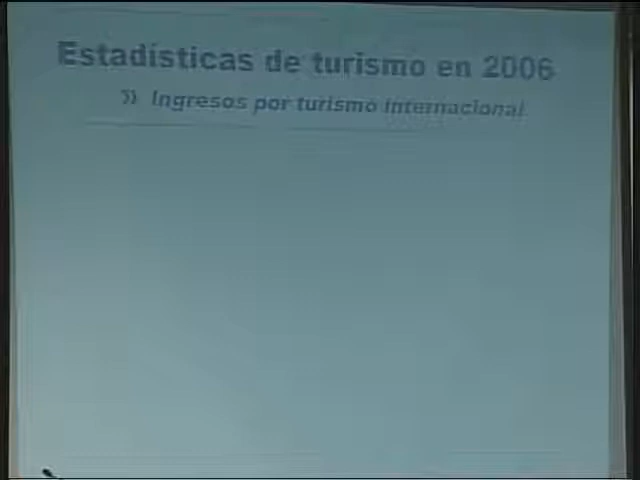 Estadísticas de turismo en 2006
» Ingresos por turismo internacional